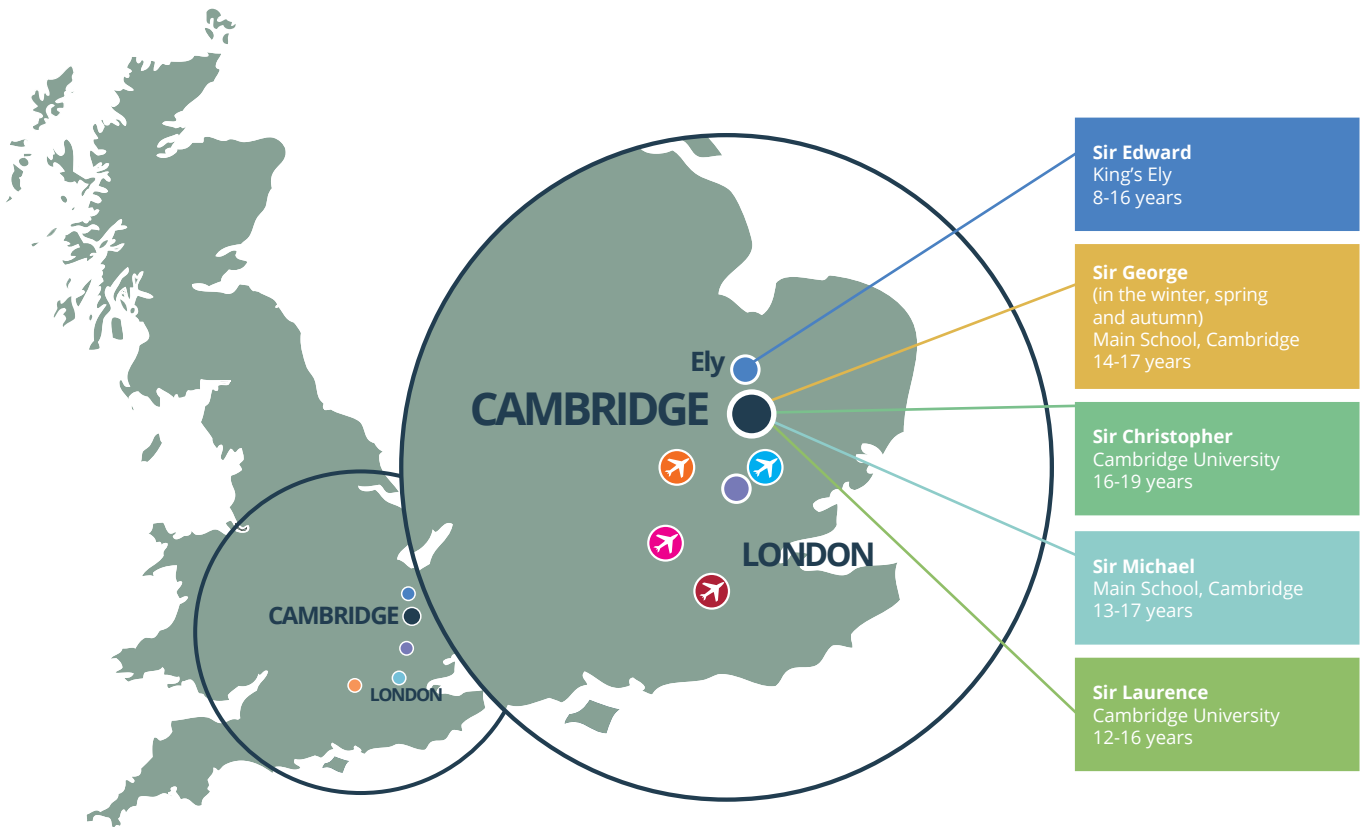 CAMBRIDGE
LONDON
Ely
CAMBRIDGE
LONDON
Sir Edward
King's Ely
8-16 years
Sir George
(in the winter, spring
and autumn)
Main School, Cambridge
14-17 years
Sir Christopher
Cambridge University
16-19 years
Sir Michael
Main School, Cambridge
13-17 years
Sir Laurence
Cambridge University
12-16 years